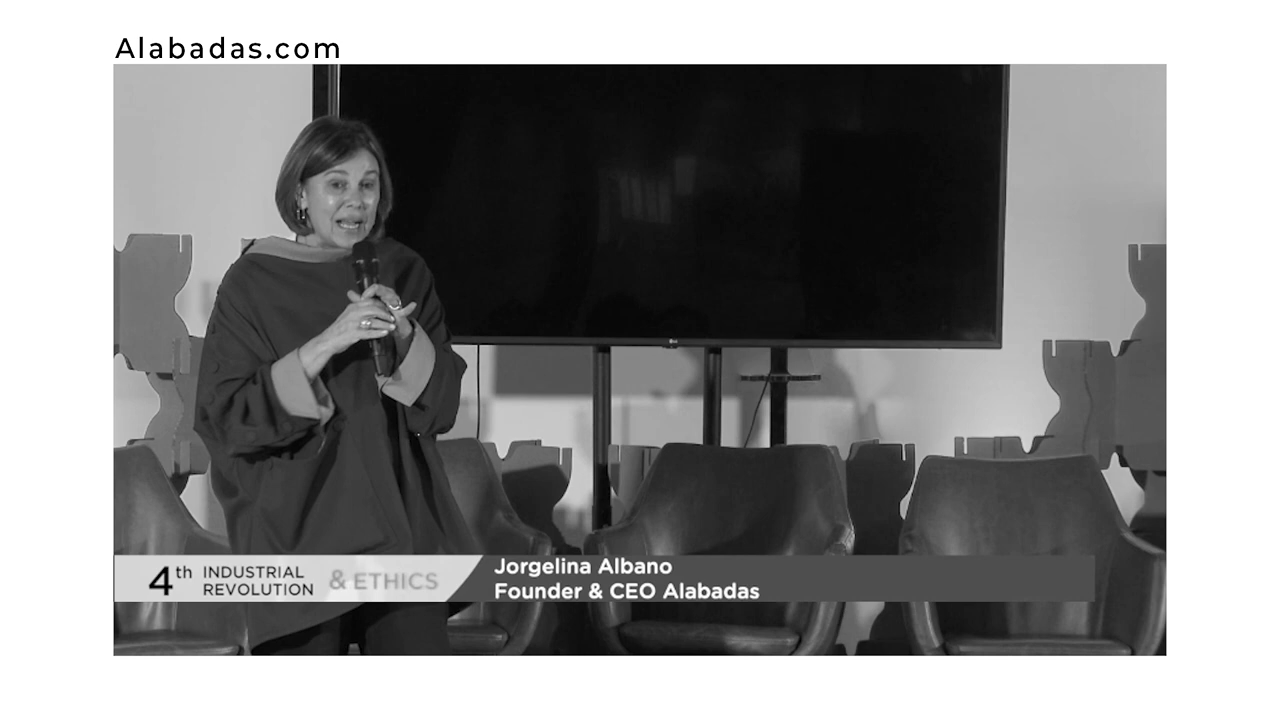 Alabadas.com
4th INDUSTRIAL REVOLUTION & ETHICS
Jorgelina Albano
Founder & CEO Alabadas